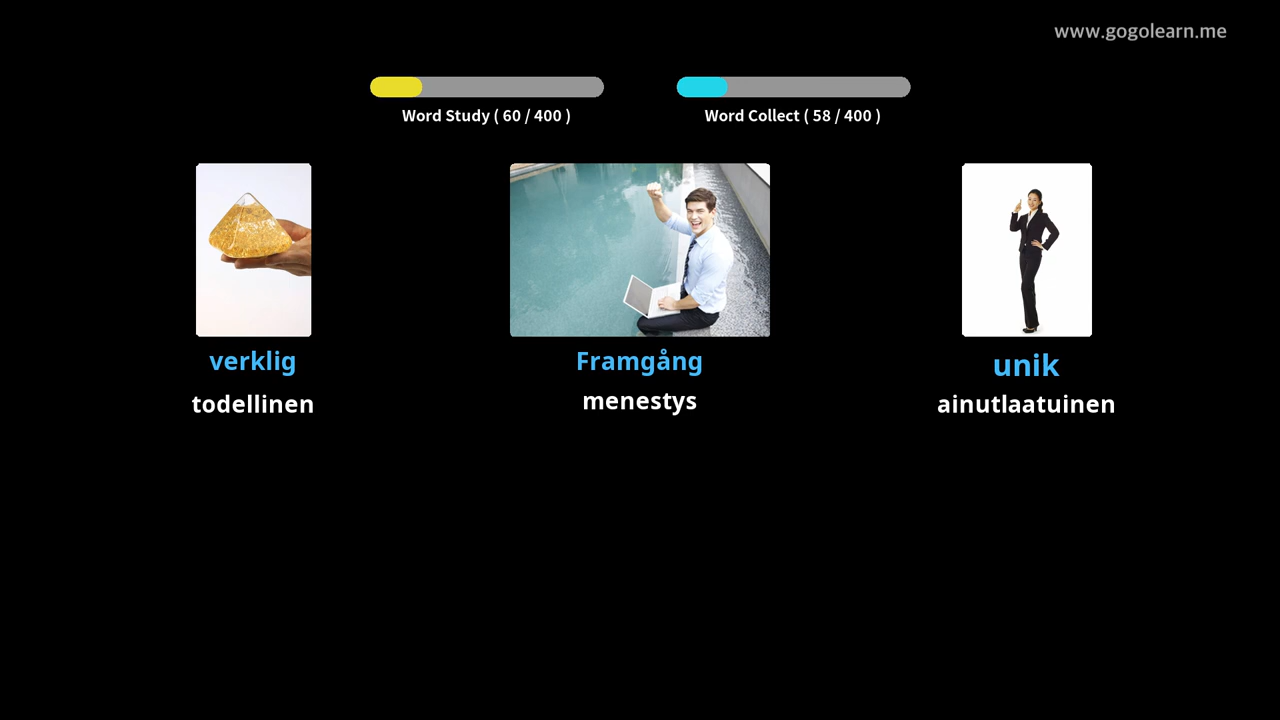 www.gogolearn.me
Word Study ( 60 / 400 )
Word Collect ( 58 / 400 )
verklig
Framgång
unik
todellinen
menestys
ainutlaatuinen